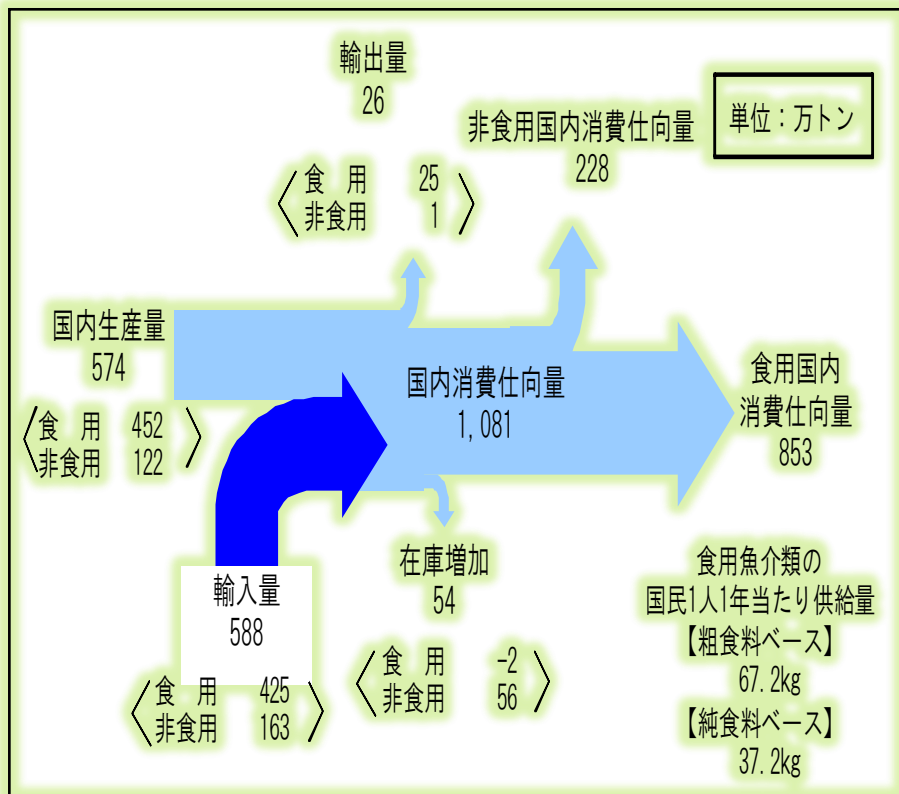 輸出量
26
食　用　25
非食用　1
非食用国内消費仕向量
228
単位：万トン
国内生産量
574
食　用　452
非食用　122
国内消費仕向量
1,081
食用国内
消費仕向量
853
輸入量
588
食　用　425
非食用　163
在庫増加
54
食　用　-2
非食用　56
食用魚介類の
国民1人1年当たり供給量
【粗食料ベース】
67.2kg
【純食料ベース】
37.2kg